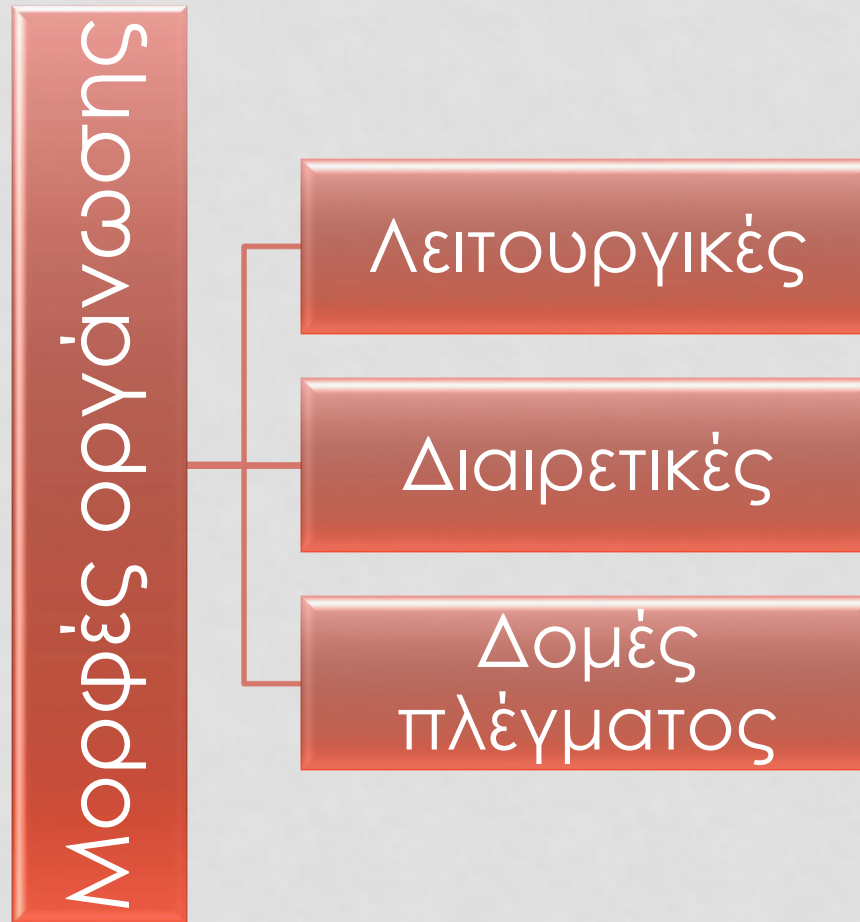 Μορφές οργάνωσης
Λειτουργικές
Διαιρετικές
Δομές
πλέγματος